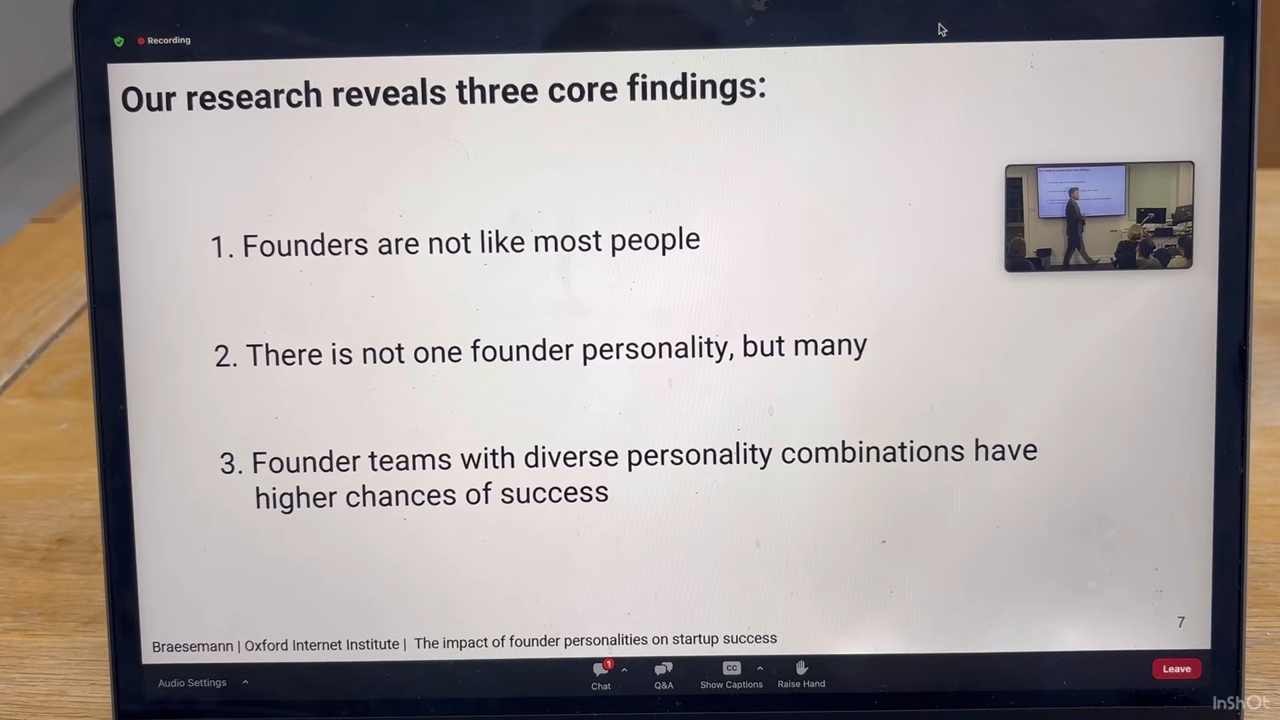 Recording
Our research reveals three core findings:
1. Founders are not like most people
2. There is not one founder personality, but many
3. Founder teams with diverse personality combinations have
higher chances of success
7
Braesemann | Oxford Internet Institute | The impact of founder personalities on startup success
Audio Settings
1
Chat
Q&A
CC
Show Captions
Raise Hand
Leave
InShOt